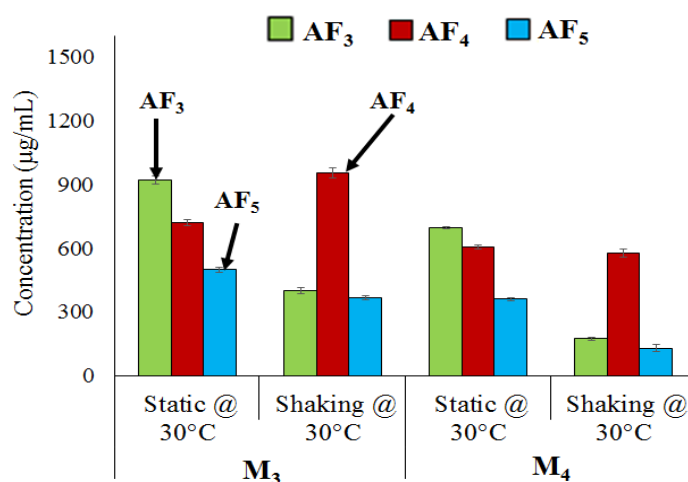 AF₃ AF₄ AF₅
Concentration (µg/mL)
1500
1200
900
600
300
0
AF₃
AF₅
AF₄
Static @ 30°C
Shaking @ 30°C
Static @ 30°C
Shaking @ 30°C
M₃
M₄